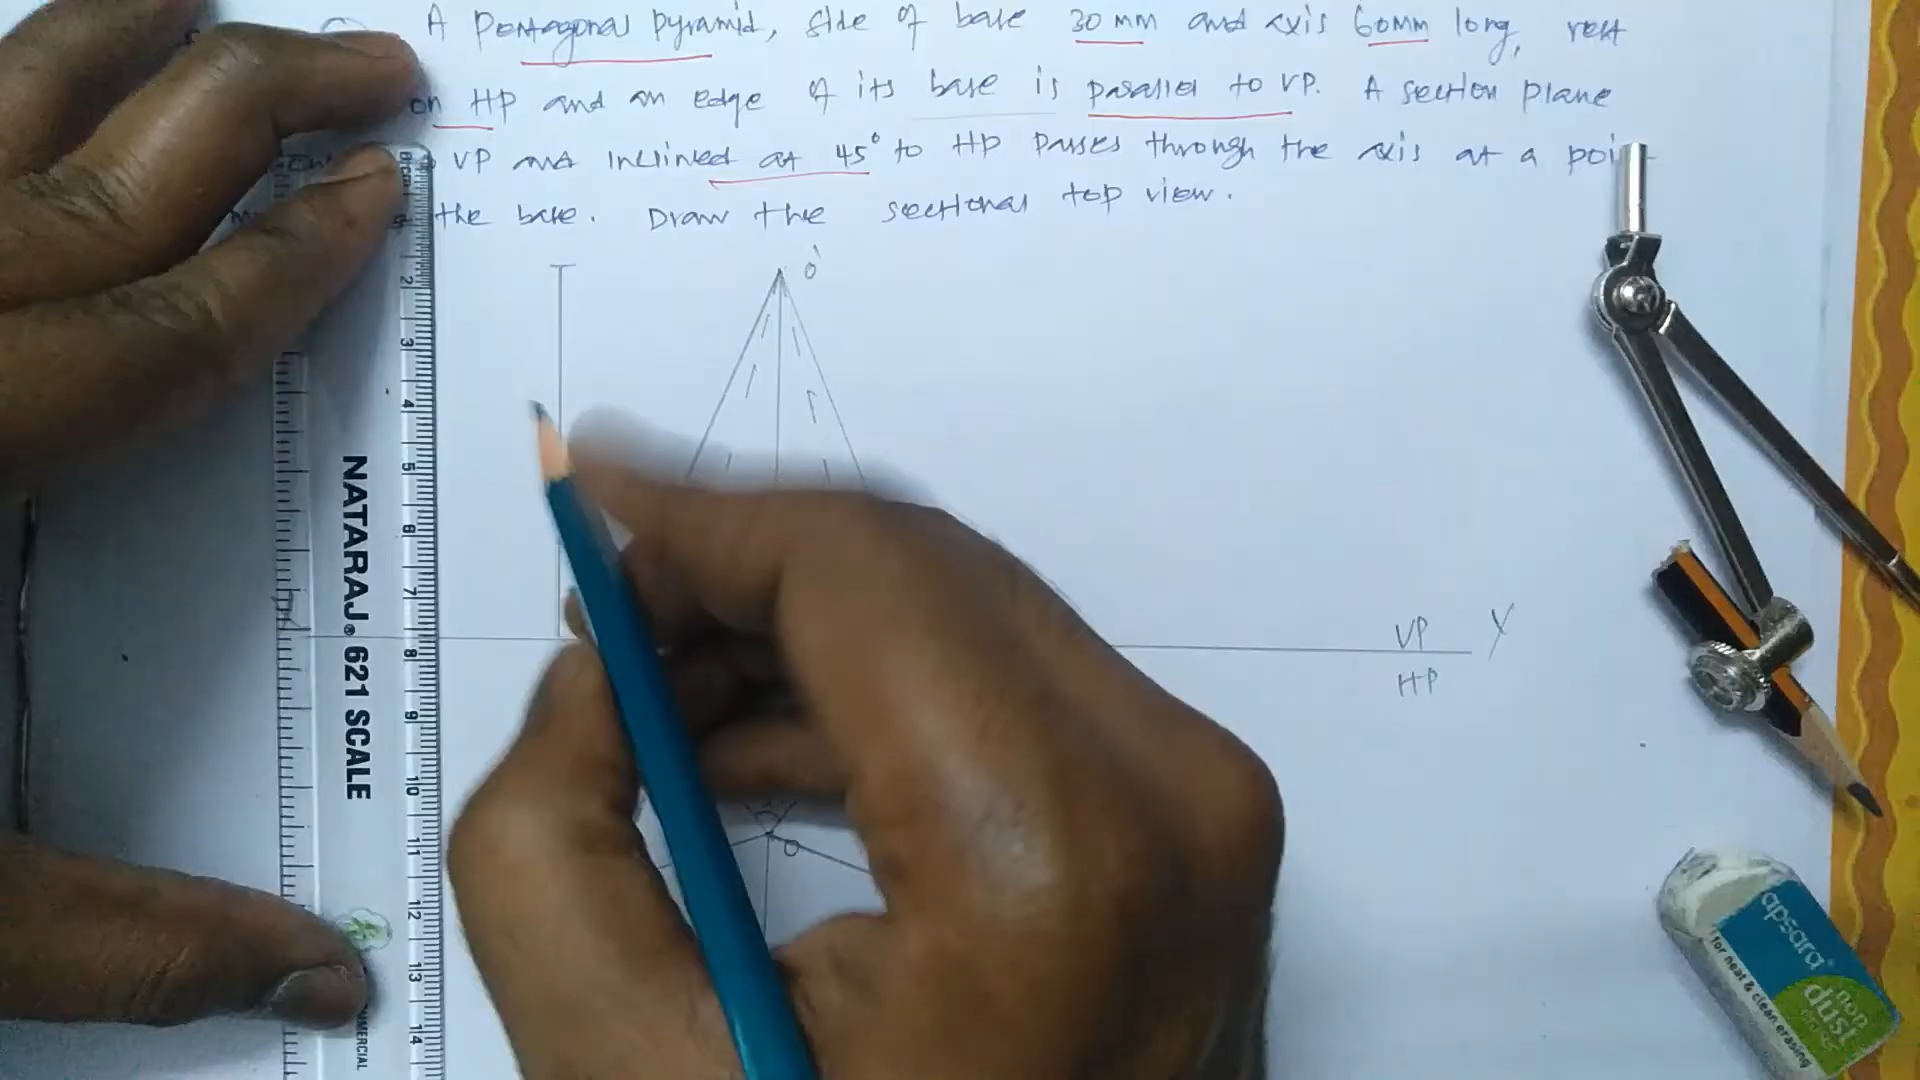 A Pentagonal pyramid, side of base 30 mm and axis 60mm long, rest
on HP and an edge of its base is parallel to VP. A section plane
VP and inclined at 45° to HP passes through the axis at a poi
the base. Draw the sectional top view.
o'
0 cm 2 3 4 5 6 7 8 9 10 11 12 13 14
NATARAJ 621 SCALE
VP Y
HP
O
apsara
non dust
for neat & clean erasing